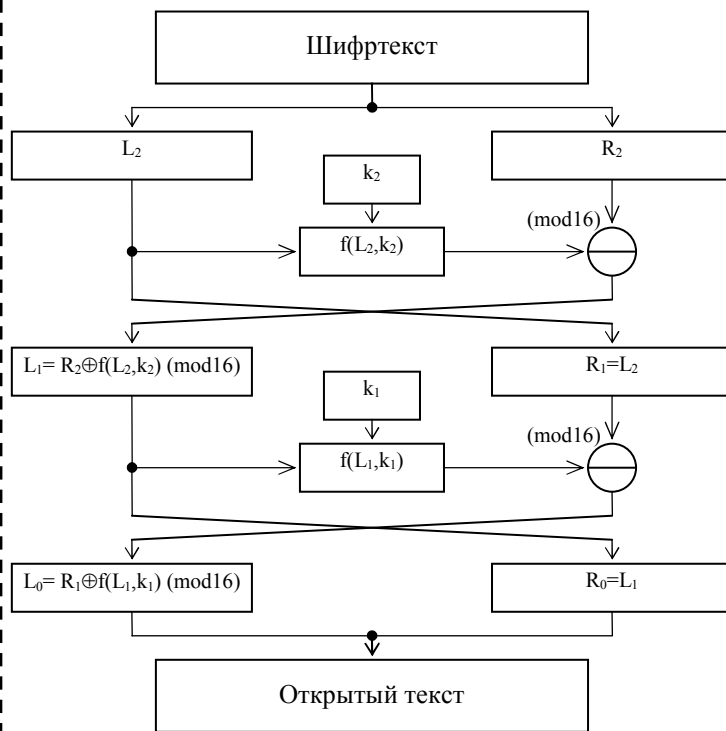 Шифртекст
L₂
R₂
k₂
(mod16)
f(L₂,k₂)
L₁= R₂⊕f(L₂,k₂) (mod16)
R₁=L₂
k₁
(mod16)
f(L₁,k₁)
L₀= R₁⊕f(L₁,k₁) (mod16)
R₀=L₁
Открытый текст